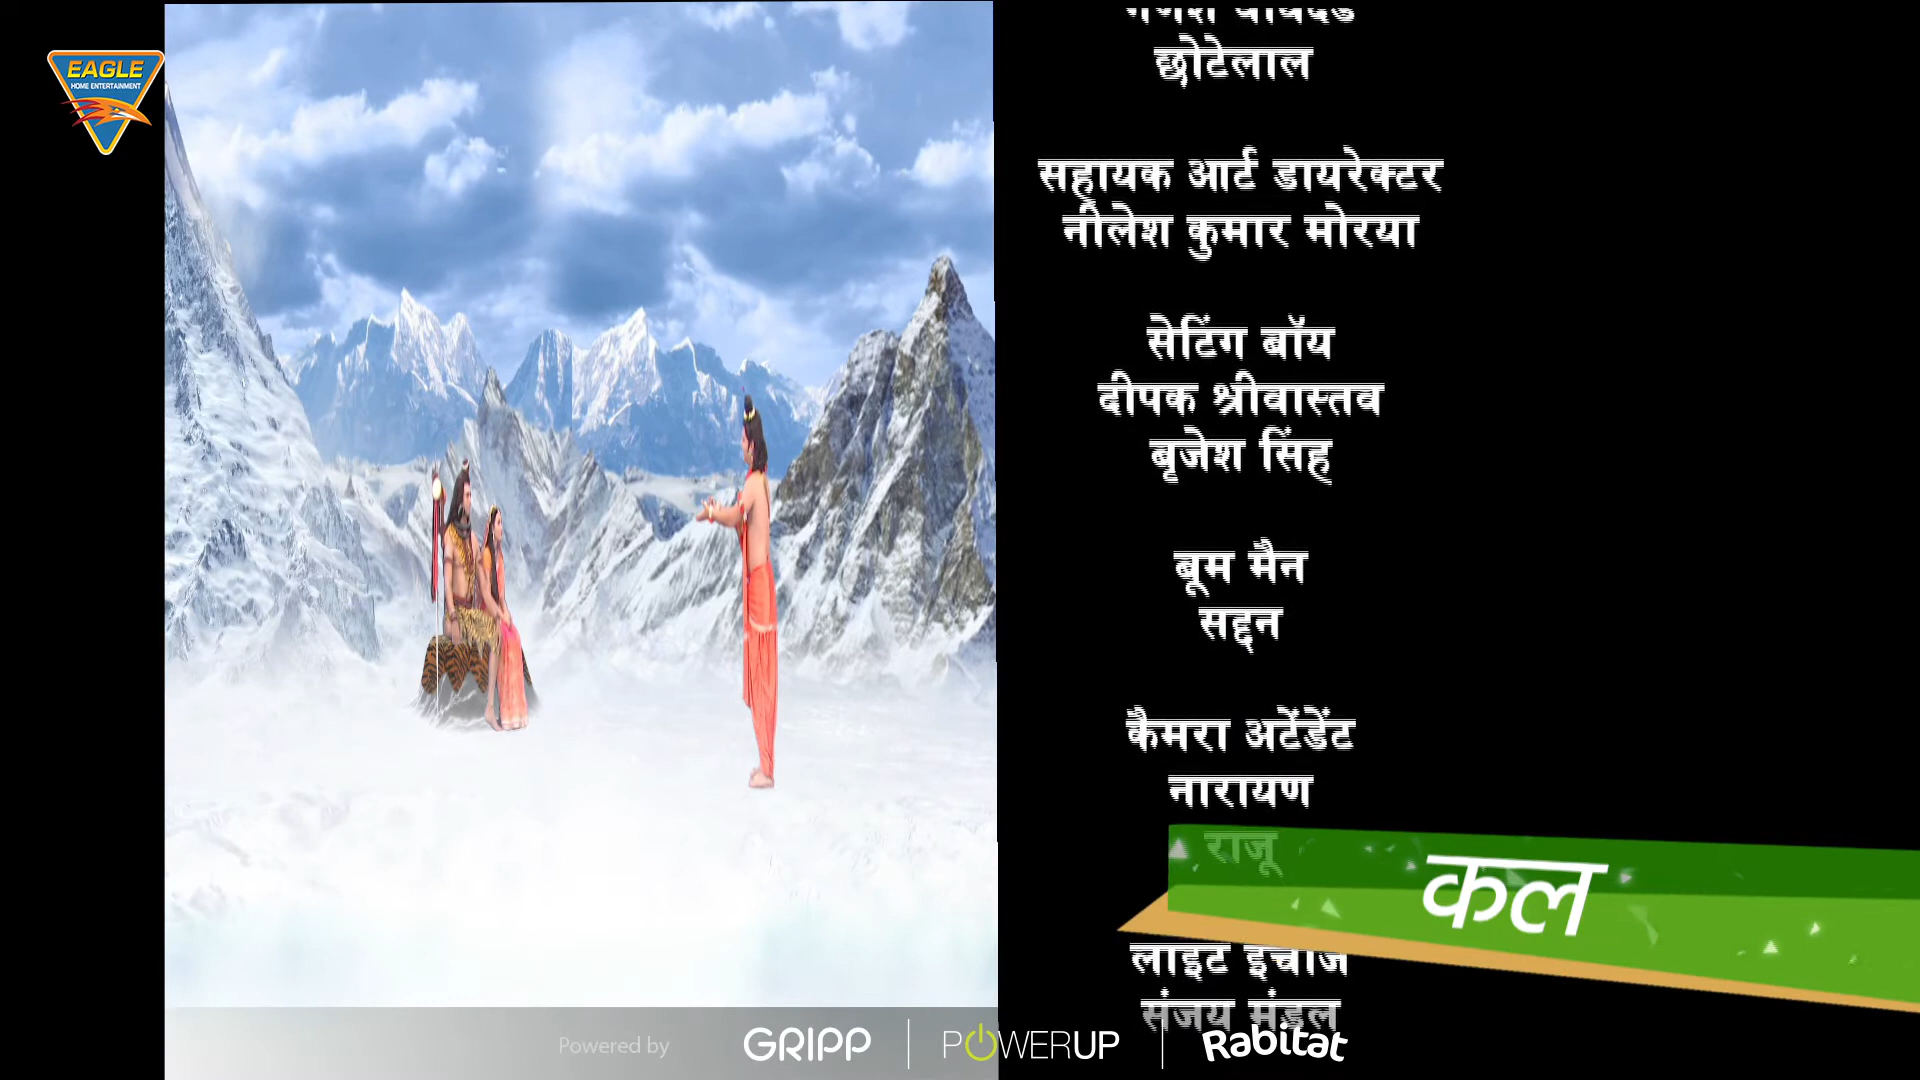 EAGLE
HOME ENTERTAINMENT
छोटेलाल
सहायक आर्ट डायरेक्टर
नीलेश कुमार मोरया
सेटिंग बॉय
दीपक श्रीवास्तव
बृजेश सिंह
बूम मैन
सद्दन
कैमरा अटेंडेंट
नारायण
राजू
कल
लाइट इंचार्ज
संजय मंडल
Powered by GRIPP POWERUP Rabitat